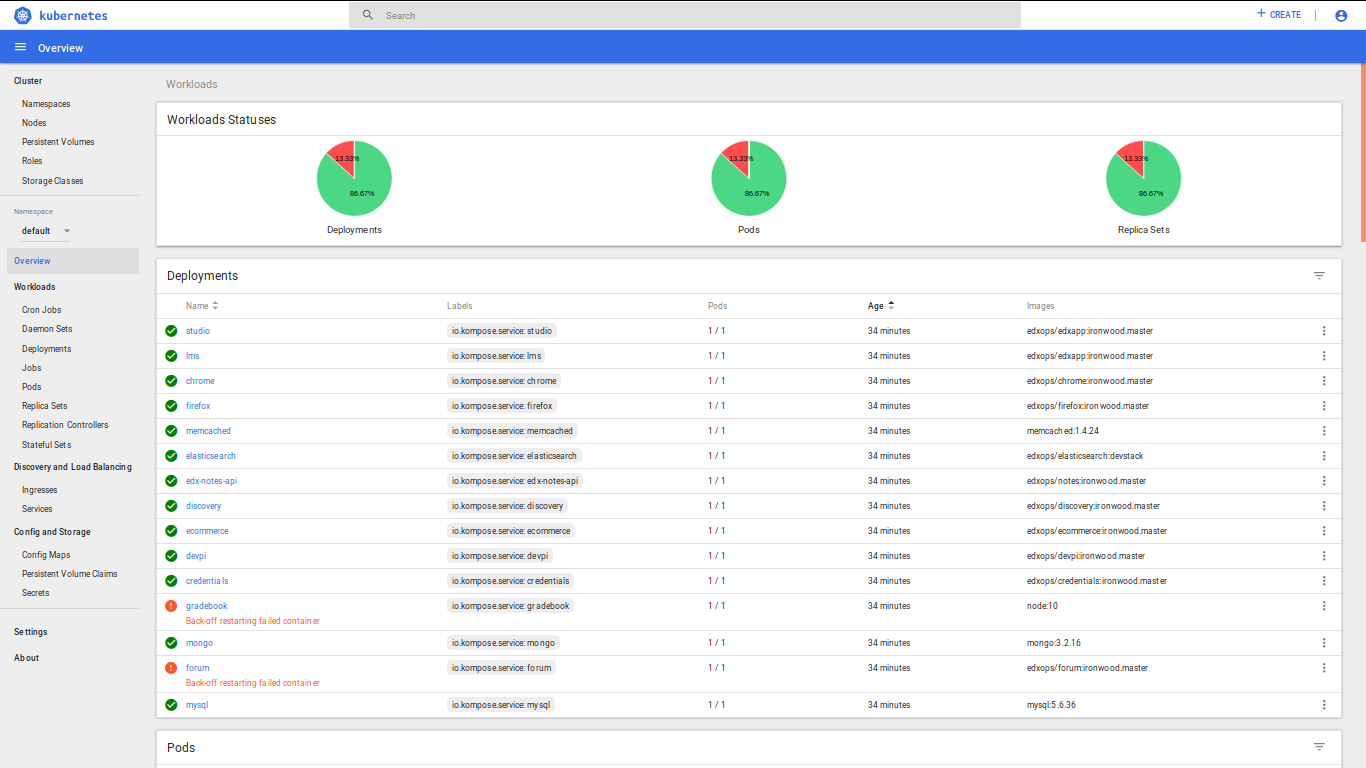 kubernetes
Search
+ CREATE |
Overview
Cluster
Namespaces
Nodes
Persistent Volumes
Roles
Storage Classes
Namespace
default
Overview
Workloads
Cron Jobs
Daemon Sets
Deployments
Jobs
Pods
Replica Sets
Replication Controllers
Stateful Sets
Discovery and Load Balancing
Ingresses
Services
Config and Storage
Config Maps
Persistent Volume Claims
Secrets
Settings
About
Workloads
Workloads Statuses
13.33%
86.67%
Deployments
13.33%
86.67%
Pods
13.33%
86.67%
Replica Sets
Deployments
Name Labels Pods Age Images
studio io.kompose.service: studio 1 / 1 34 minutes edxops/edxapp:ironwood.master
lms io.kompose.service: lms 1 / 1 34 minutes edxops/edxapp:ironwood.master
chrome io.kompose.service: chrome 1 / 1 34 minutes edxops/chrome:ironwood.master
firefox io.kompose.service: firefox 1 / 1 34 minutes edxops/firefox:ironwood.master
memcached io.kompose.service: memcached 1 / 1 34 minutes memcached:1.4.24
elasticsearch io.kompose.service: elasticsearch 1 / 1 34 minutes edxops/elasticsearch:devstack
edx-notes-api io.kompose.service: edx-notes-api 1 / 1 34 minutes edxops/notes:ironwood.master
discovery io.kompose.service: discovery 1 / 1 34 minutes edxops/discovery:ironwood.master
ecommerce io.kompose.service: ecommerce 1 / 1 34 minutes edxops/ecommerce:ironwood.master
devpi io.kompose.service: devpi 1 / 1 34 minutes edxops/devpi:ironwood.master
credentials io.kompose.service: credentials 1 / 1 34 minutes edxops/credentials:ironwood.master
gradebook io.kompose.service: gradebook 1 / 1 34 minutes node:10
Back-off restarting failed container
mongo io.kompose.service: mongo 1 / 1 34 minutes mongo:3.2.16
forum io.kompose.service: forum 1 / 1 34 minutes edxops/forum:ironwood.master
Back-off restarting failed container
mysql io.kompose.service: mysql 1 / 1 34 minutes mysql:5.6.36
Pods